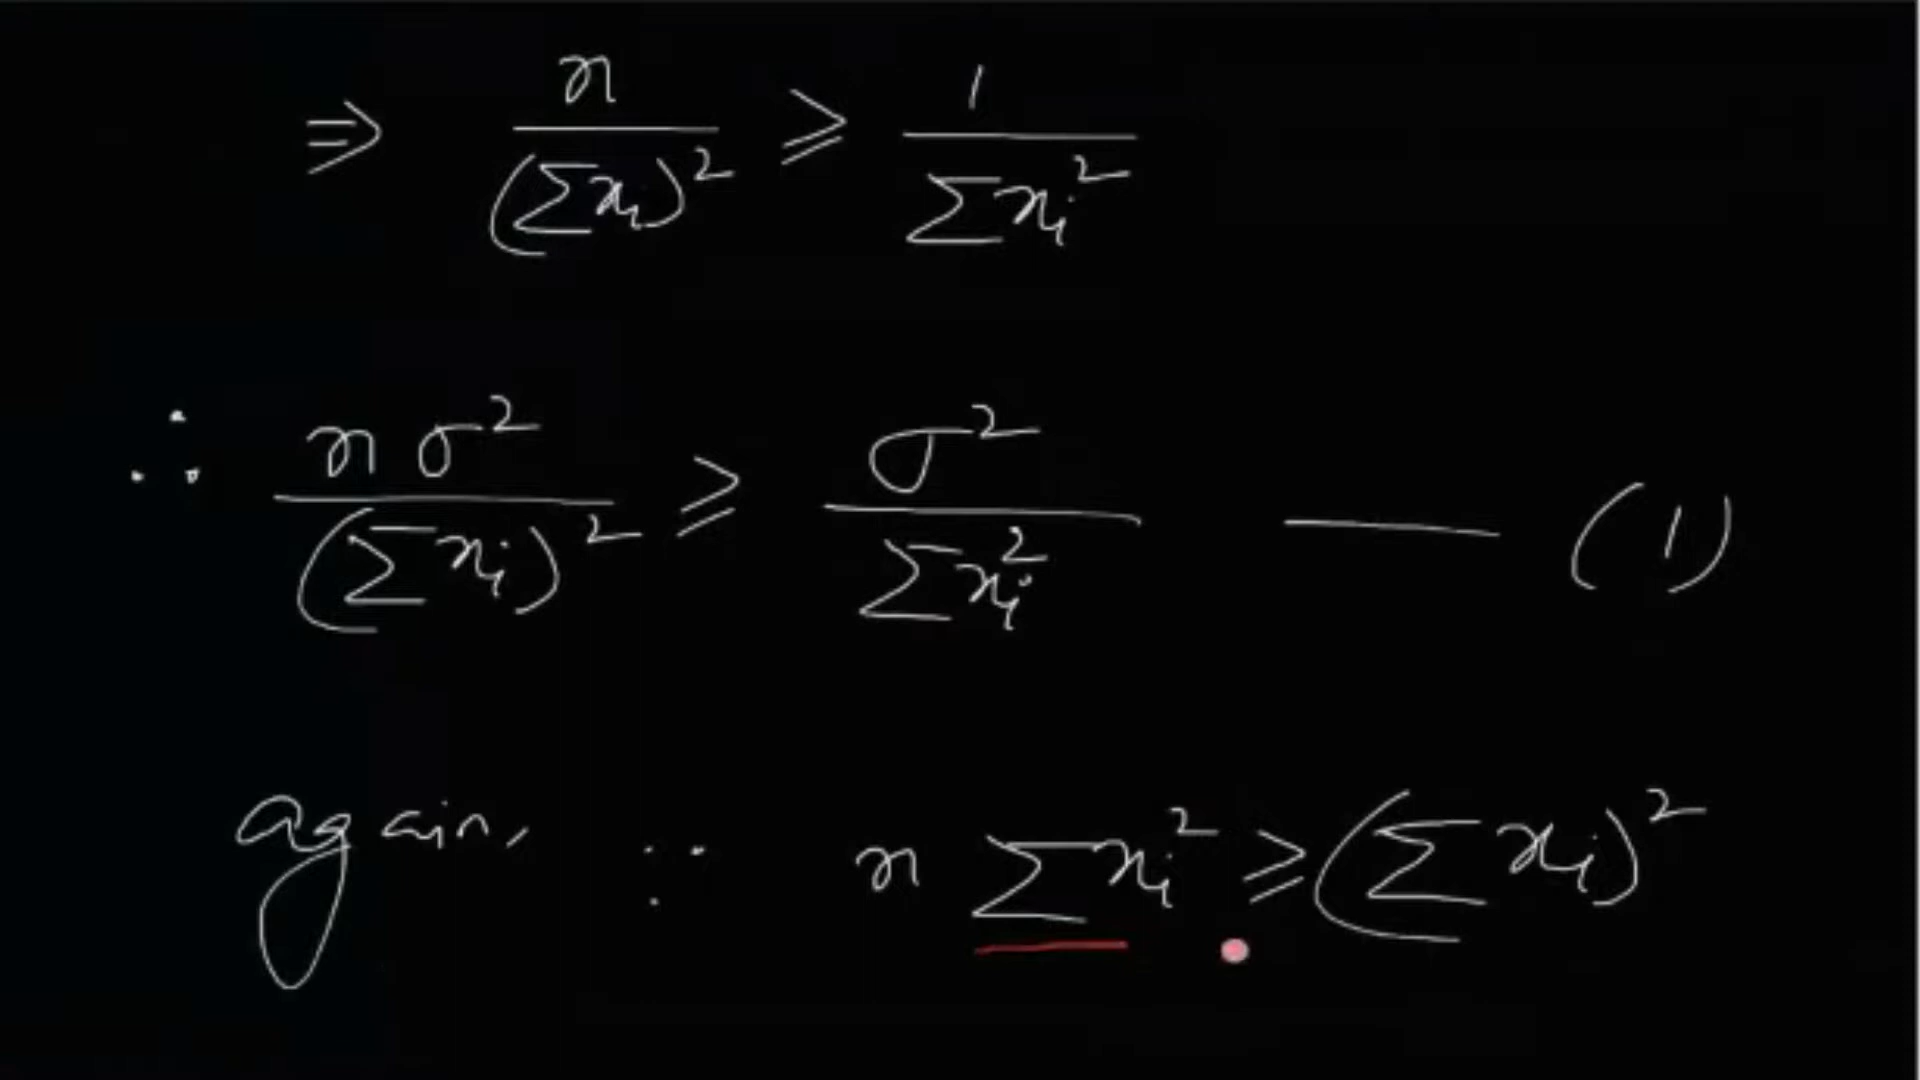 ⇒ n/(Σxᵢ)² ≥ 1/Σxᵢ²
∴ nσ²/(Σxᵢ)² ≥ σ²/Σxᵢ² — (1)
again, ∵ n Σxᵢ² ≥ (Σxᵢ)²